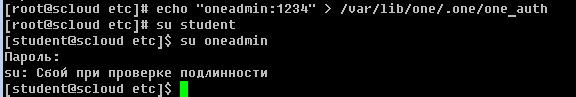 [root@scloud etc]# echo "oneadmin:1234" > /var/lib/one/.one/one_auth
[root@scloud etc]# su student
[student@scloud etc]$ su oneadmin
Пароль:
su: Сбой при проверке подлинности
[student@scloud etc]$